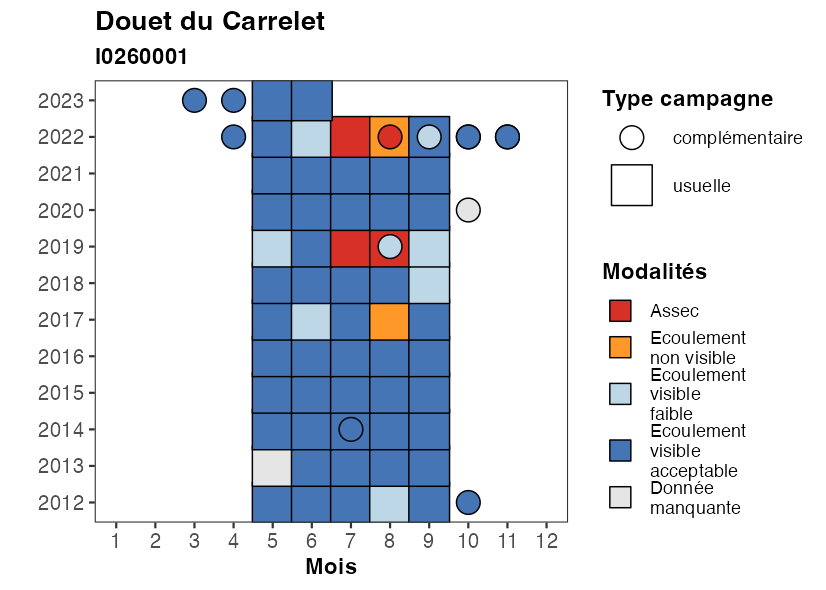 Douet du Carrelet
I0260001
2023
2022
2021
2020
2019
2018
2017
2016
2015
2014
2013
2012
1 2 3 4 5 6 7 8 9 10 11 12
Mois
Type campagne
complémentaire
usuelle
Modalités
Assec
Ecoulement
non visible
Ecoulement
visible
faible
Ecoulement
visible
acceptable
Donnée
manquante